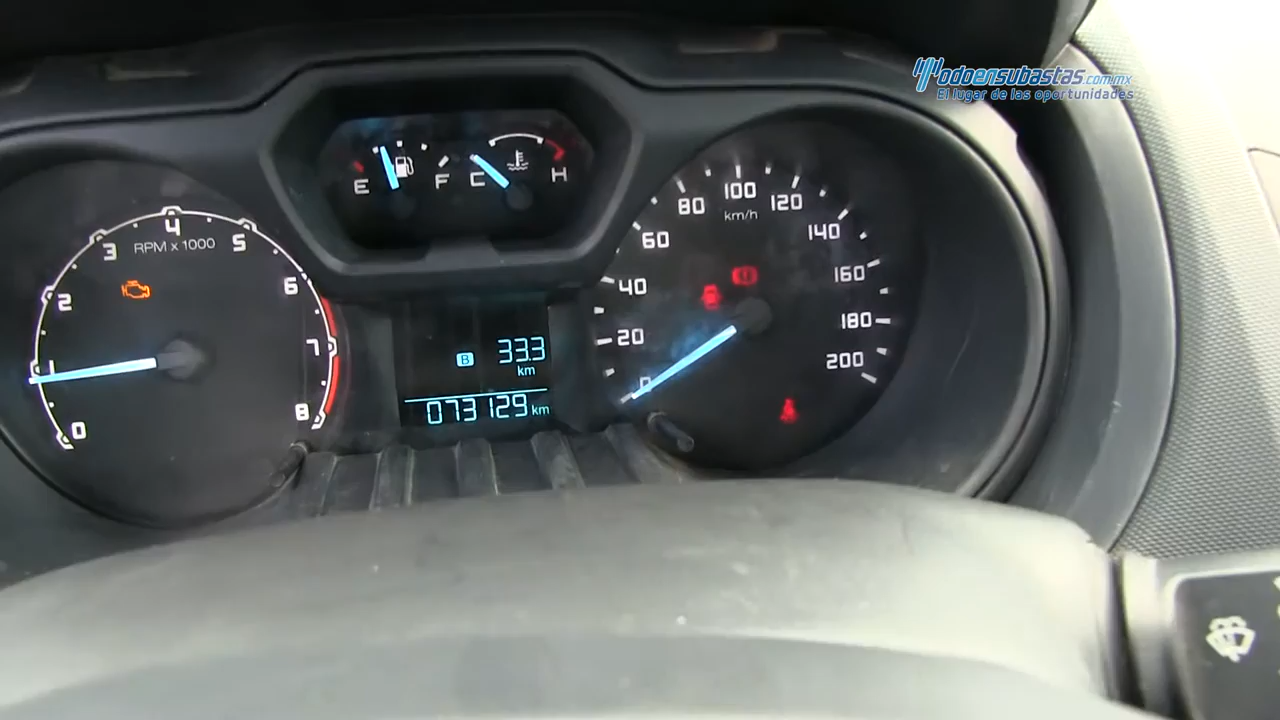 Todoensubastas.com.mx
El lugar de las oportunidades
E F C H
0 1 2 3 4 5 6 7 8
RPM x 1000
0 20 40 60 80 100 120 140 160 180 200
km/h
B 33.3
km
073129 km